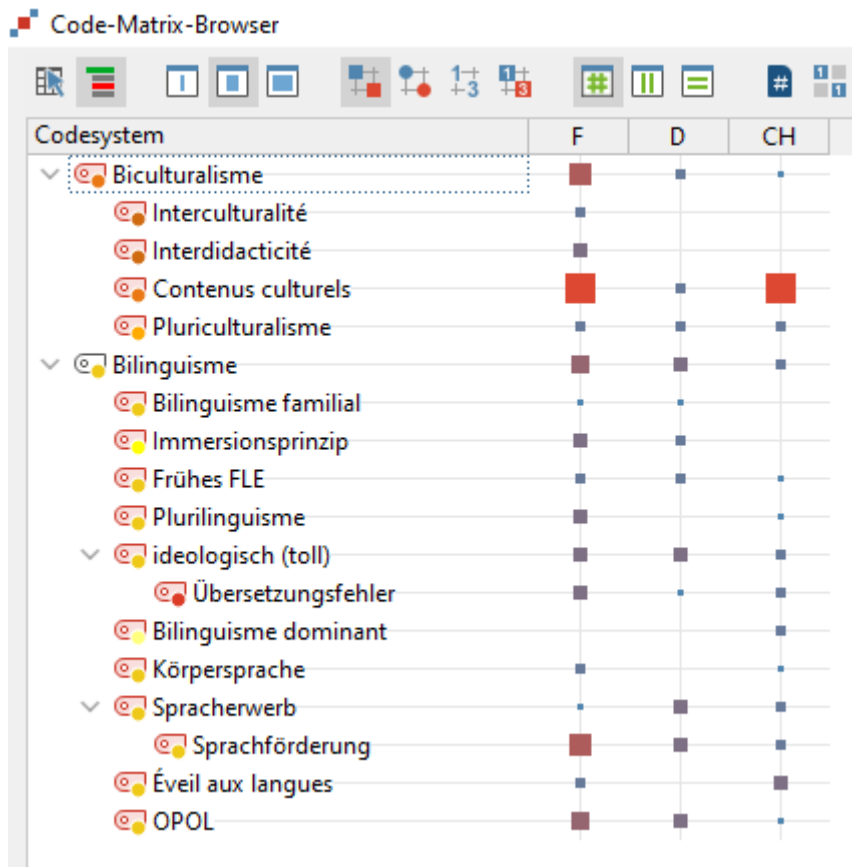 Code-Matrix-Browser
Codesystem F D CH
Biculturalisme
Interculturalité
Interdidacticité
Contenus culturels
Pluriculturalisme
Bilinguisme
Bilinguisme familial
Immersionsprinzip
Frühes FLE
Plurilinguisme
ideologisch (toll)
Übersetzungsfehler
Bilinguisme dominant
Körpersprache
Spracherwerb
Sprachförderung
Éveil aux langues
OPOL